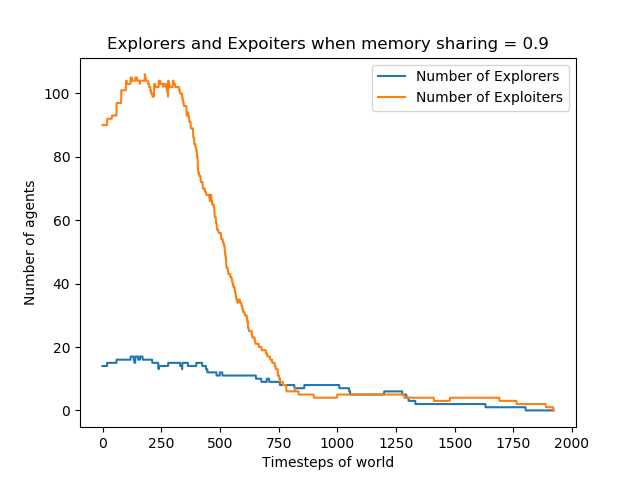 Explorers and Expoiters when memory sharing = 0.9
Number of Explorers
Number of Exploiters
Number of agents
100
80
60
40
20
0
0 250 500 750 1000 1250 1500 1750 2000
Timesteps of world